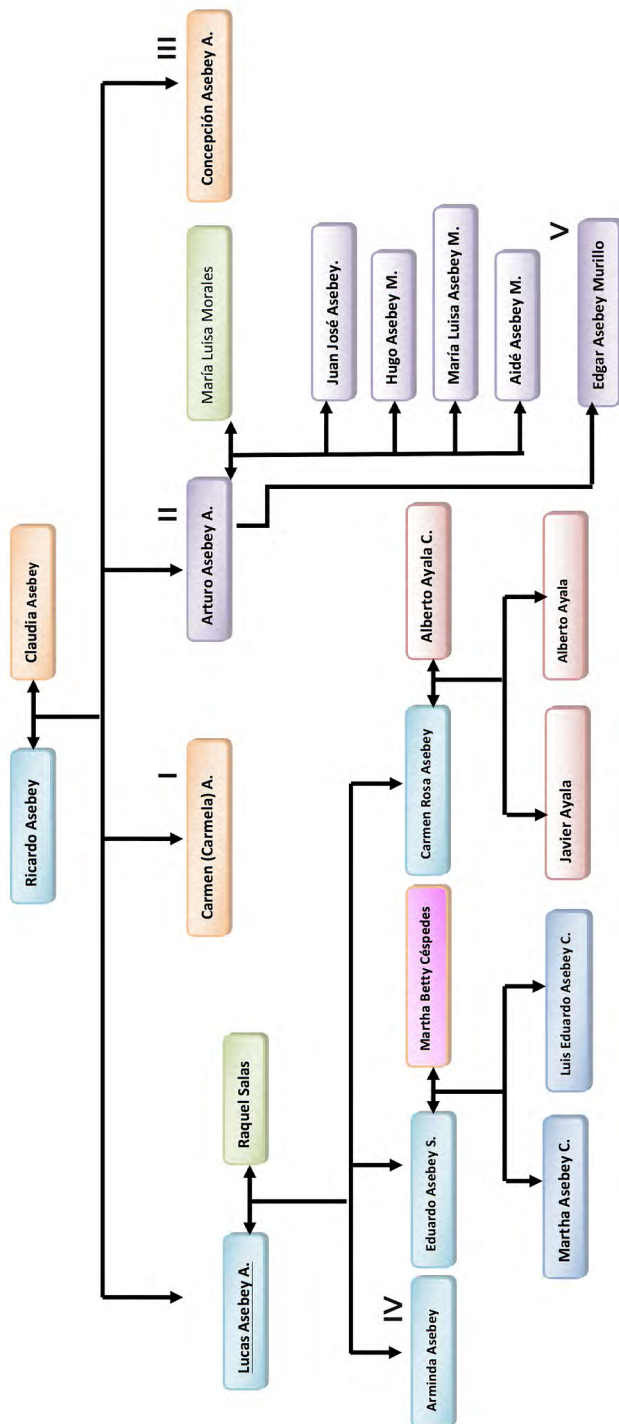 Ricardo Asebey
Claudia Asebey
I
II
III
Lucas Asebey A.
Raquel Salas
Carmen (Carmela) A.
Arturo Asebey A.
María Luisa Morales
Concepción Asebey A.
IV
Arminda Asebey
Eduardo Asebey S.
Martha Betty Céspedes
Carmen Rosa Asebey
Alberto Ayala C.
Juan José Asebey.
Hugo Asebey M.
María Luisa Asebey M.
Aidé Asebey M.
V
Edgar Asebey Murillo
Martha Asebey C.
Luis Eduardo Asebey C.
Javier Ayala
Alberto Ayala